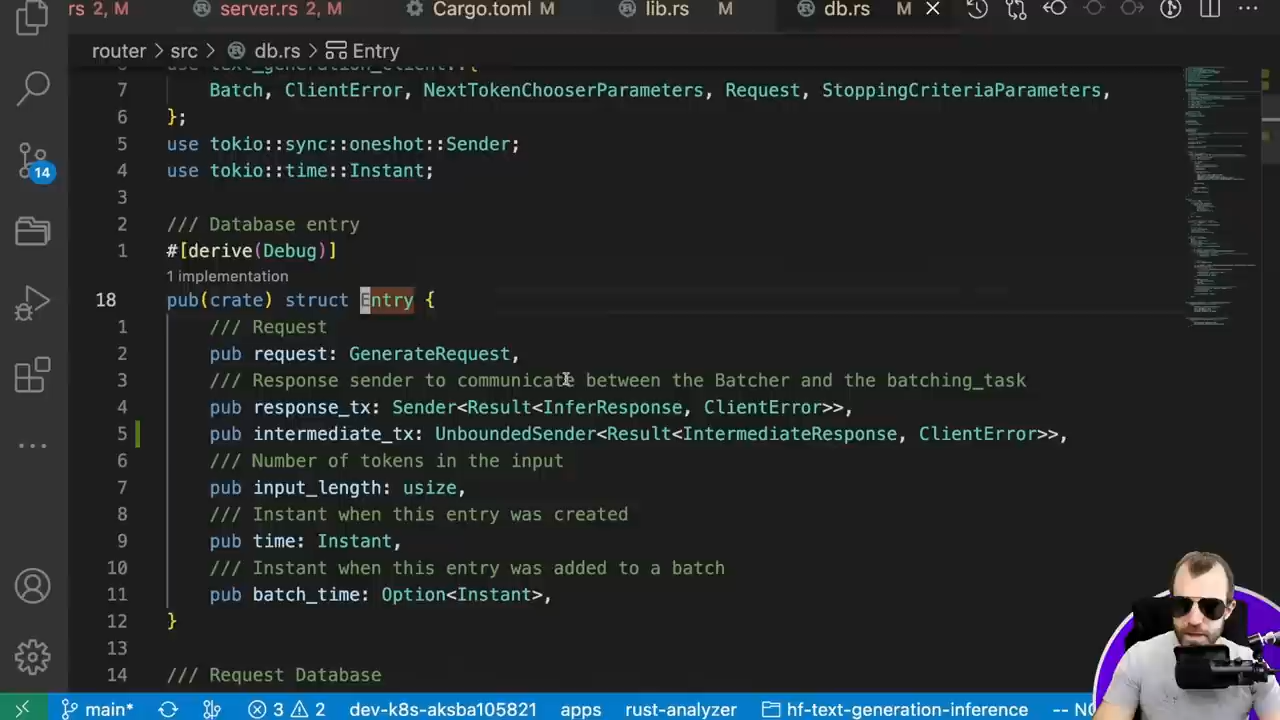 rs 2, M server.rs 2, M Cargo.toml M lib.rs M db.rs M
router > src > db.rs > Entry
use text_generation_client::{
7 Batch, ClientError, NextTokenChooserParameters, Request, StoppingCriteriaParameters,
6 };
5 use tokio::sync::oneshot::Sender;
4 use tokio::time::Instant;
3
2 /// Database entry
1 #[derive(Debug)]
1 implementation
18 pub(crate) struct Entry {
1 /// Request
2 pub request: GenerateRequest,
3 /// Response sender to communicate between the Batcher and the batching_task
4 pub response_tx: Sender<Result<InferResponse, ClientError>>,
5 pub intermediate_tx: UnboundedSender<Result<IntermediateResponse, ClientError>>,
6 /// Number of tokens in the input
7 pub input_length: usize,
8 /// Instant when this entry was created
9 pub time: Instant,
10 /// Instant when this entry was added to a batch
11 pub batch_time: Option<Instant>,
12 }
13
14 /// Request Database
14
main* 3 2 dev-k8s-aksba105821 apps rust-analyzer hf-text-generation-inference -- NO